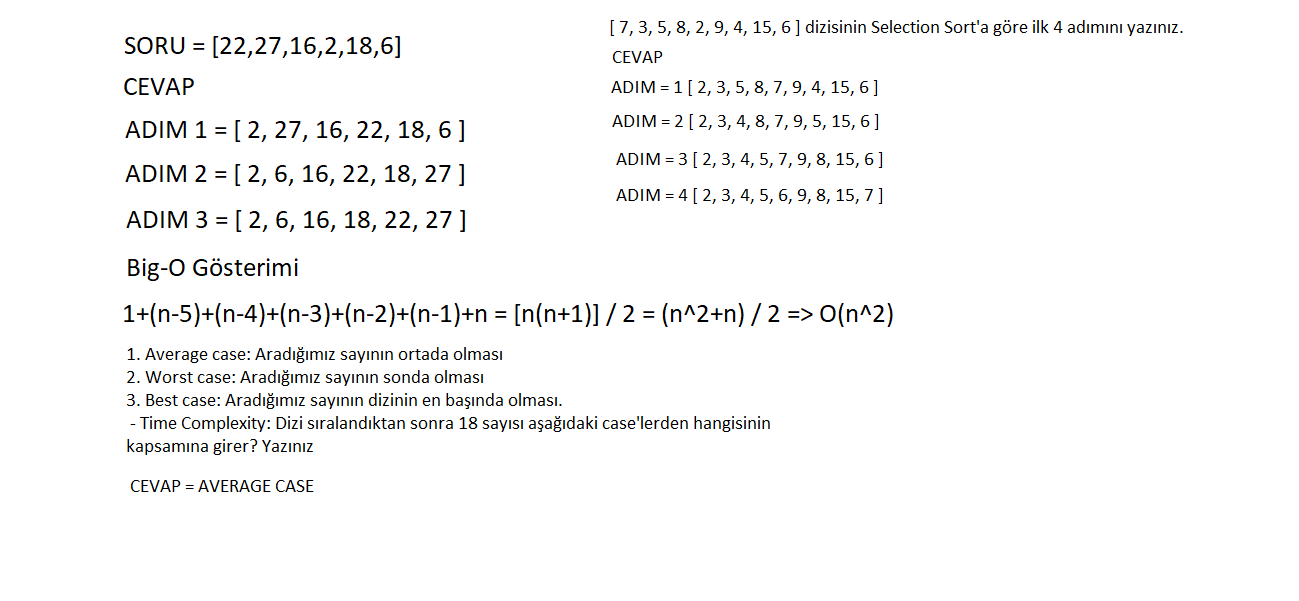 SORU = [22,27,16,2,18,6]
CEVAP
ADIM 1 = [ 2, 27, 16, 22, 18, 6 ]
ADIM 2 = [ 2, 6, 16, 22, 18, 27 ]
ADIM 3 = [ 2, 6, 16, 18, 22, 27 ]
Big-O Gösterimi
1+(n-5)+(n-4)+(n-3)+(n-2)+(n-1)+n = [n(n+1)] / 2 = (n^2+n) / 2 => O(n^2)
1. Average case: Aradığımız sayının ortada olması
2. Worst case: Aradığımız sayının sonda olması
3. Best case: Aradığımız sayının dizinin en başında olması.
- Time Complexity: Dizi sıralandıktan sonra 18 sayısı aşağıdaki case'lerden hangisinin
kapsamına girer? Yazınız
CEVAP = AVERAGE CASE
[ 7, 3, 5, 8, 2, 9, 4, 15, 6 ] dizisinin Selection Sort'a göre ilk 4 adımını yazınız.
CEVAP
ADIM = 1 [ 2, 3, 5, 8, 7, 9, 4, 15, 6 ]
ADIM = 2 [ 2, 3, 4, 8, 7, 9, 5, 15, 6 ]
ADIM = 3 [ 2, 3, 4, 5, 7, 9, 8, 15, 6 ]
ADIM = 4 [ 2, 3, 4, 5, 6, 9, 8, 15, 7 ]